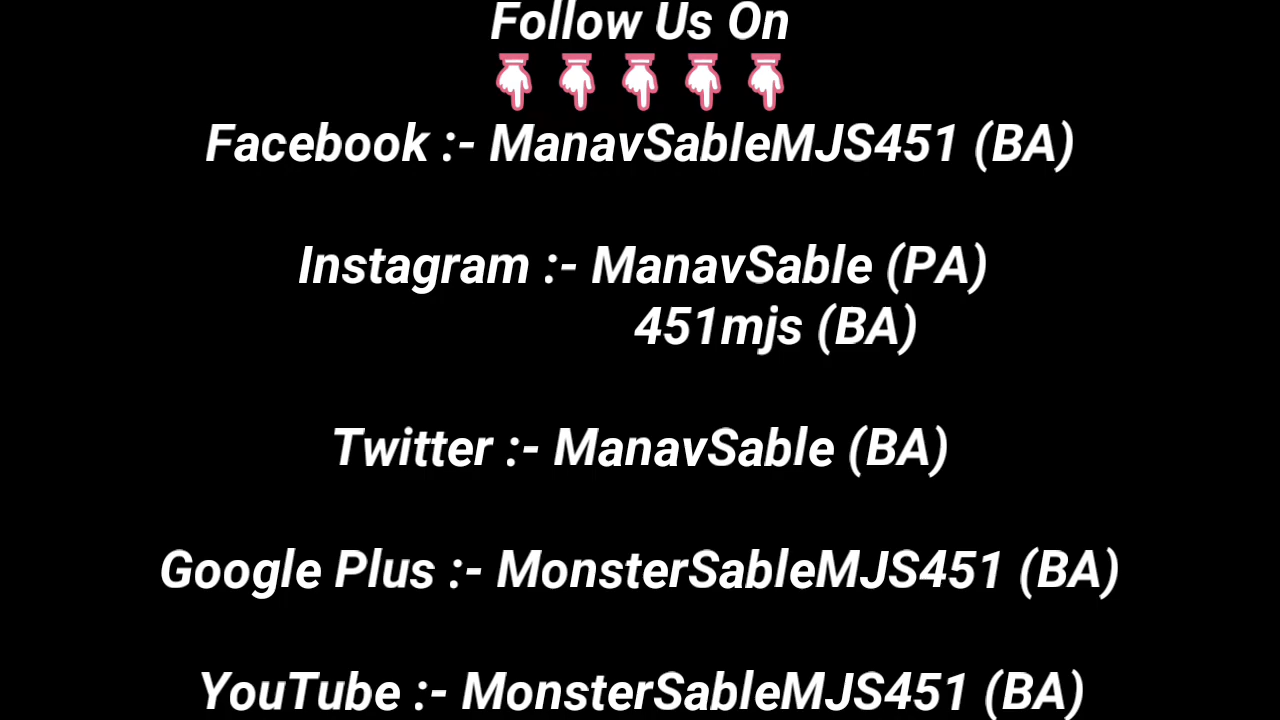 Follow Us On
👇👇👇👇👇
Facebook :- ManavSableMJS451 (BA)
Instagram :- ManavSable (PA)
451mjs (BA)
Twitter :- ManavSable (BA)
Google Plus :- MonsterSableMJS451 (BA)
YouTube :- MonsterSableMJS451 (BA)